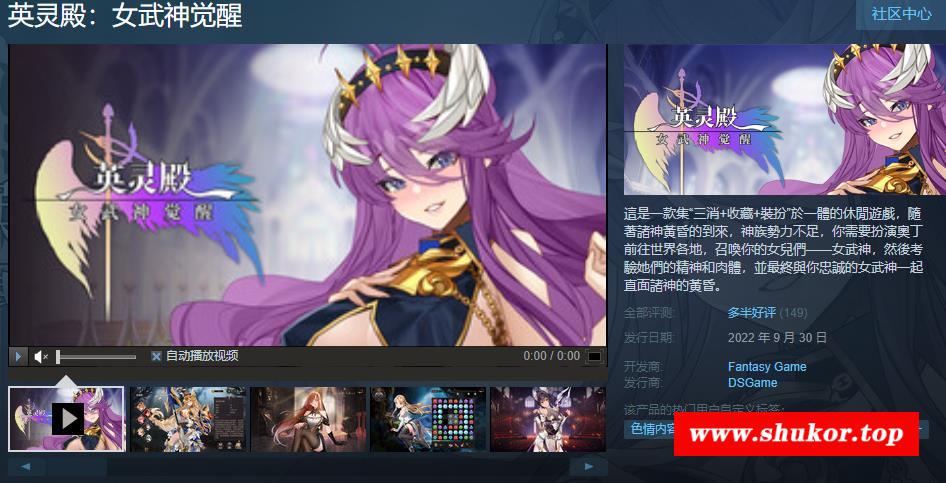 英灵殿：女武神觉醒
社区中心
英灵殿
女武神觉醒
自动播放视频
0:00 / 0:00
英灵殿
女武神觉醒
這是一款集“三消+收藏+裝扮”於一體的休閒遊戲，隨
著諸神黃昏的到來，神族勢力不足，你需要扮演奧丁
前往世界各地，召喚你的女兒們——女武神，然後考
驗她們的精神和肉體，並最終與你忠誠的女武神一起
直面諸神的黃昏。
全部评测: 多半好评 (149)
发行日期: 2022 年 9 月 30 日
开发商: Fantasy Game
发行商: DSGame
该产品的热门用户自定义标签:
色情内容
www.shukor.top